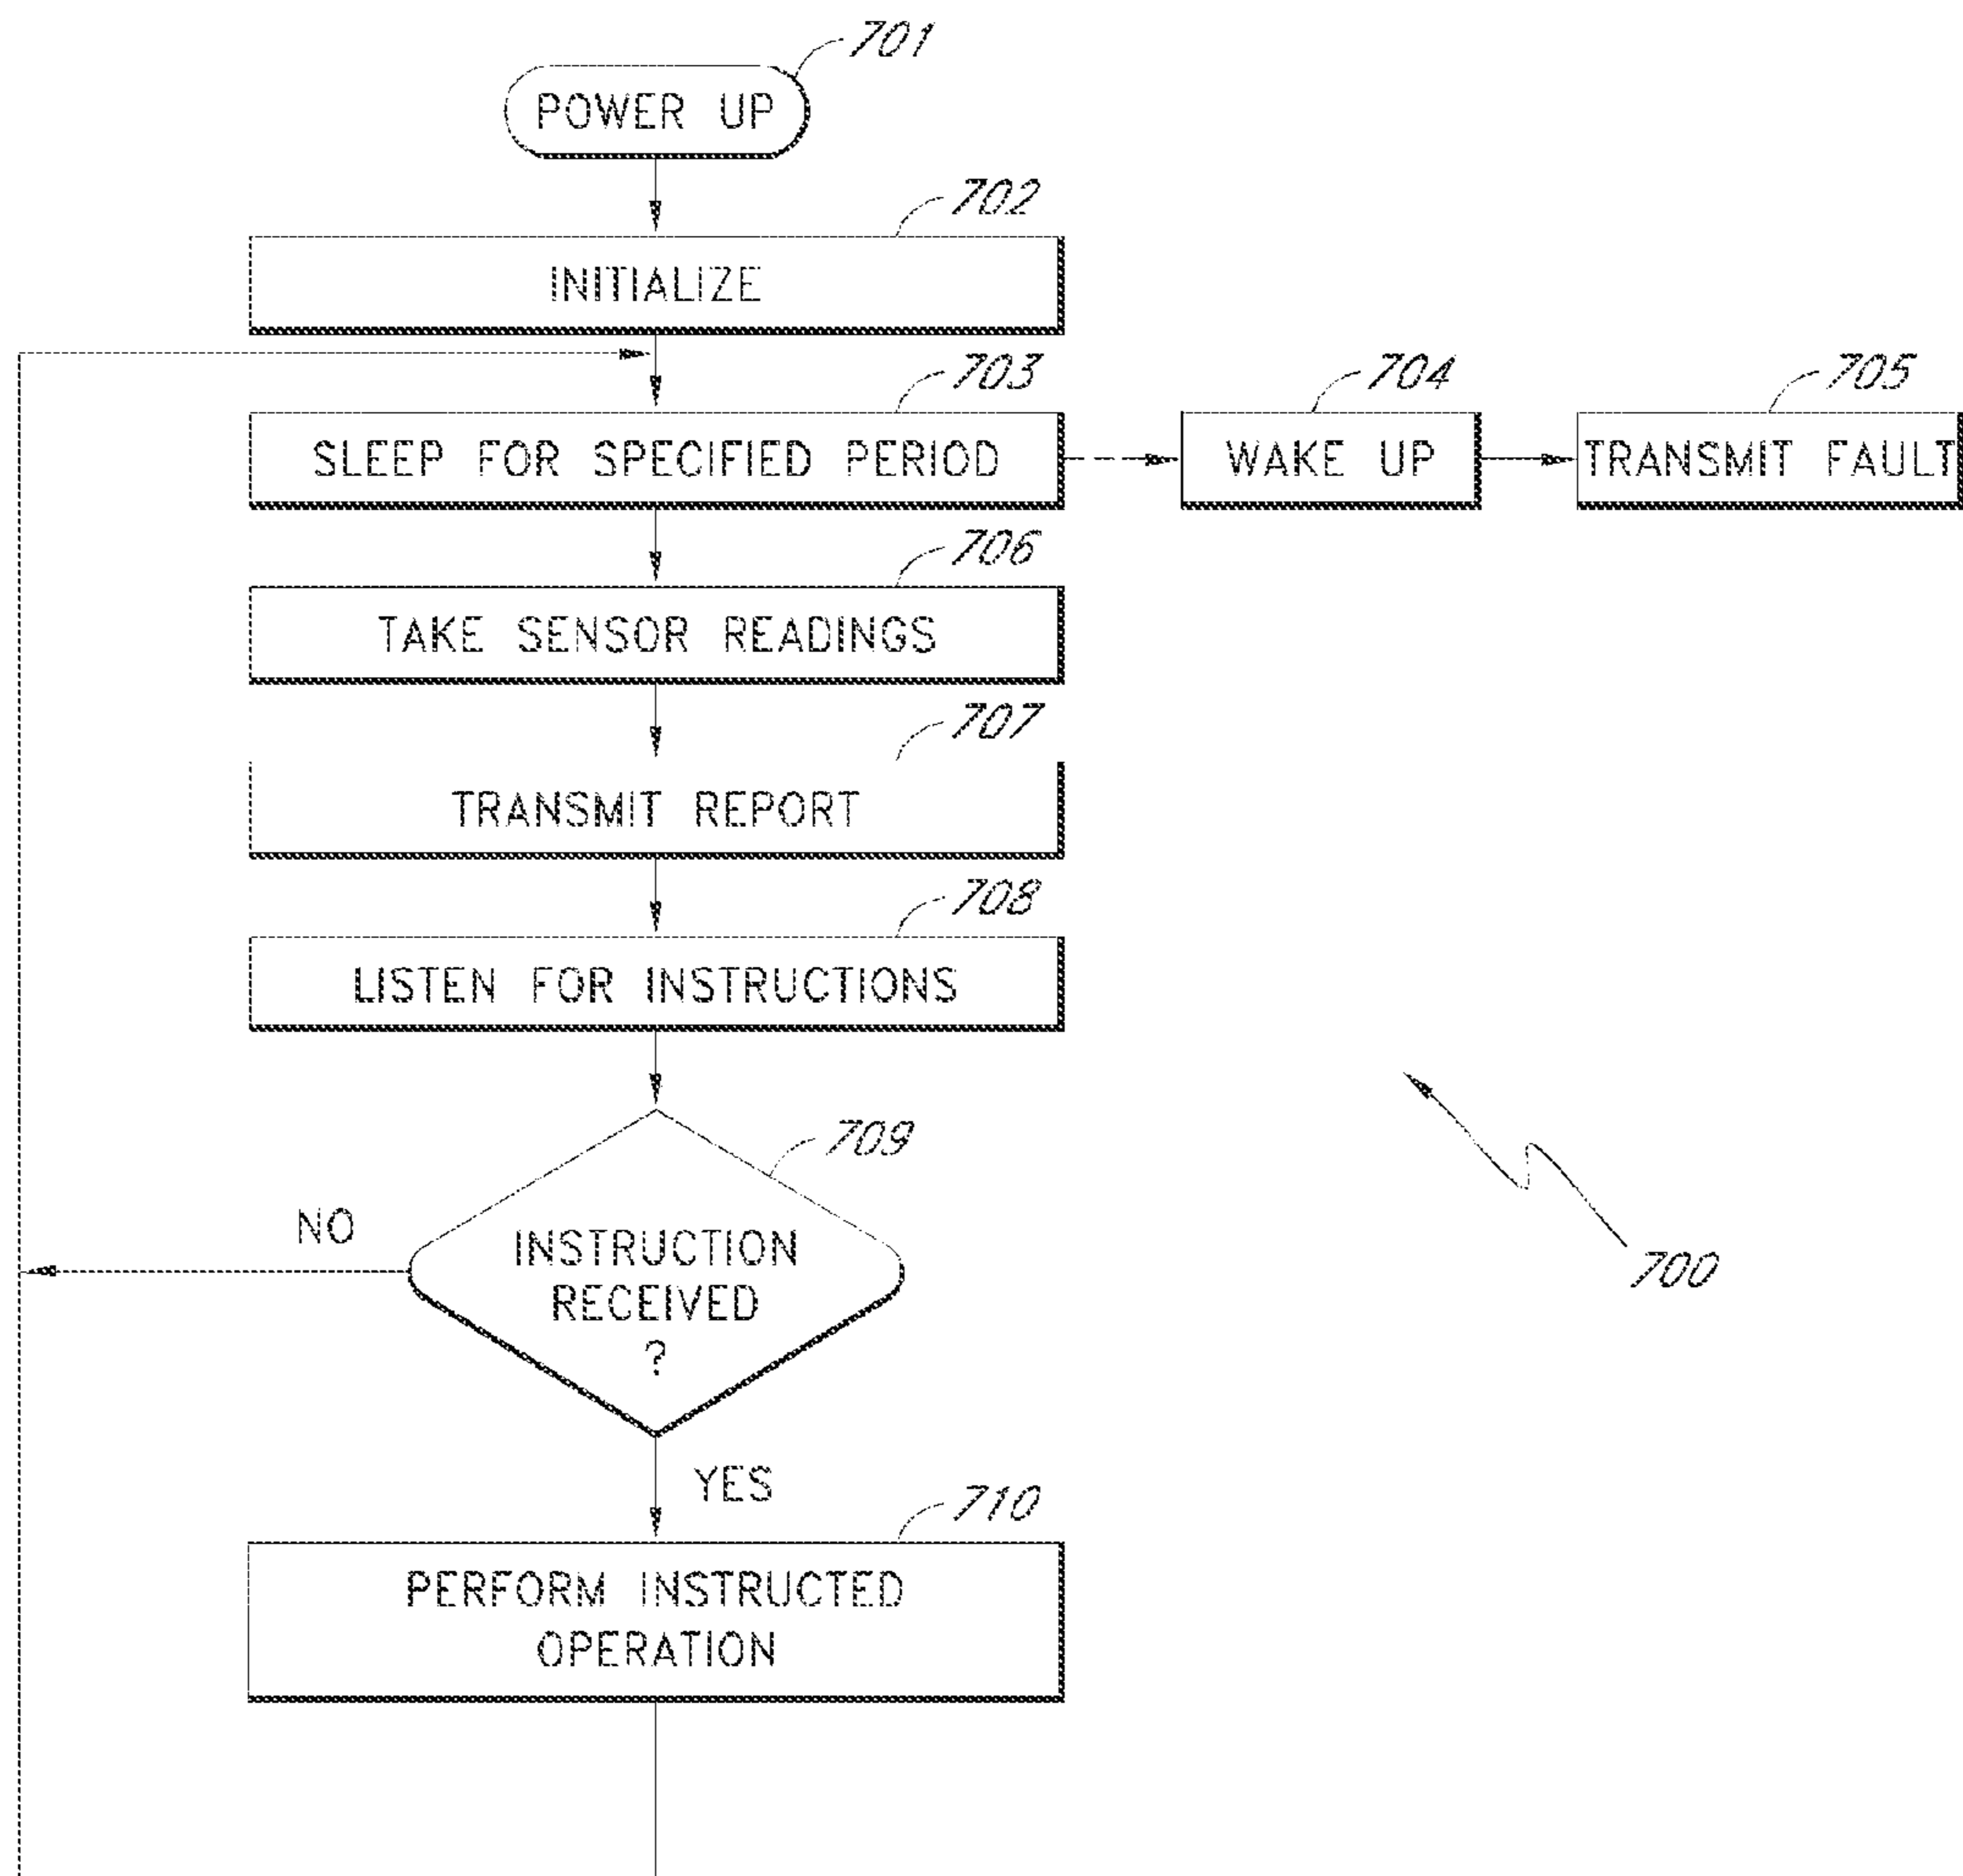 701
POWER UP
702
INITIALIZE
703
SLEEP FOR SPECIFIED PERIOD
704
WAKE UP
705
TRANSMIT FAULT
706
TAKE SENSOR READINGS
707
TRANSMIT REPORT
708
LISTEN FOR INSTRUCTIONS
709
NO
INSTRUCTION
RECEIVED
?
700
YES
710
PERFORM INSTRUCTED
OPERATION